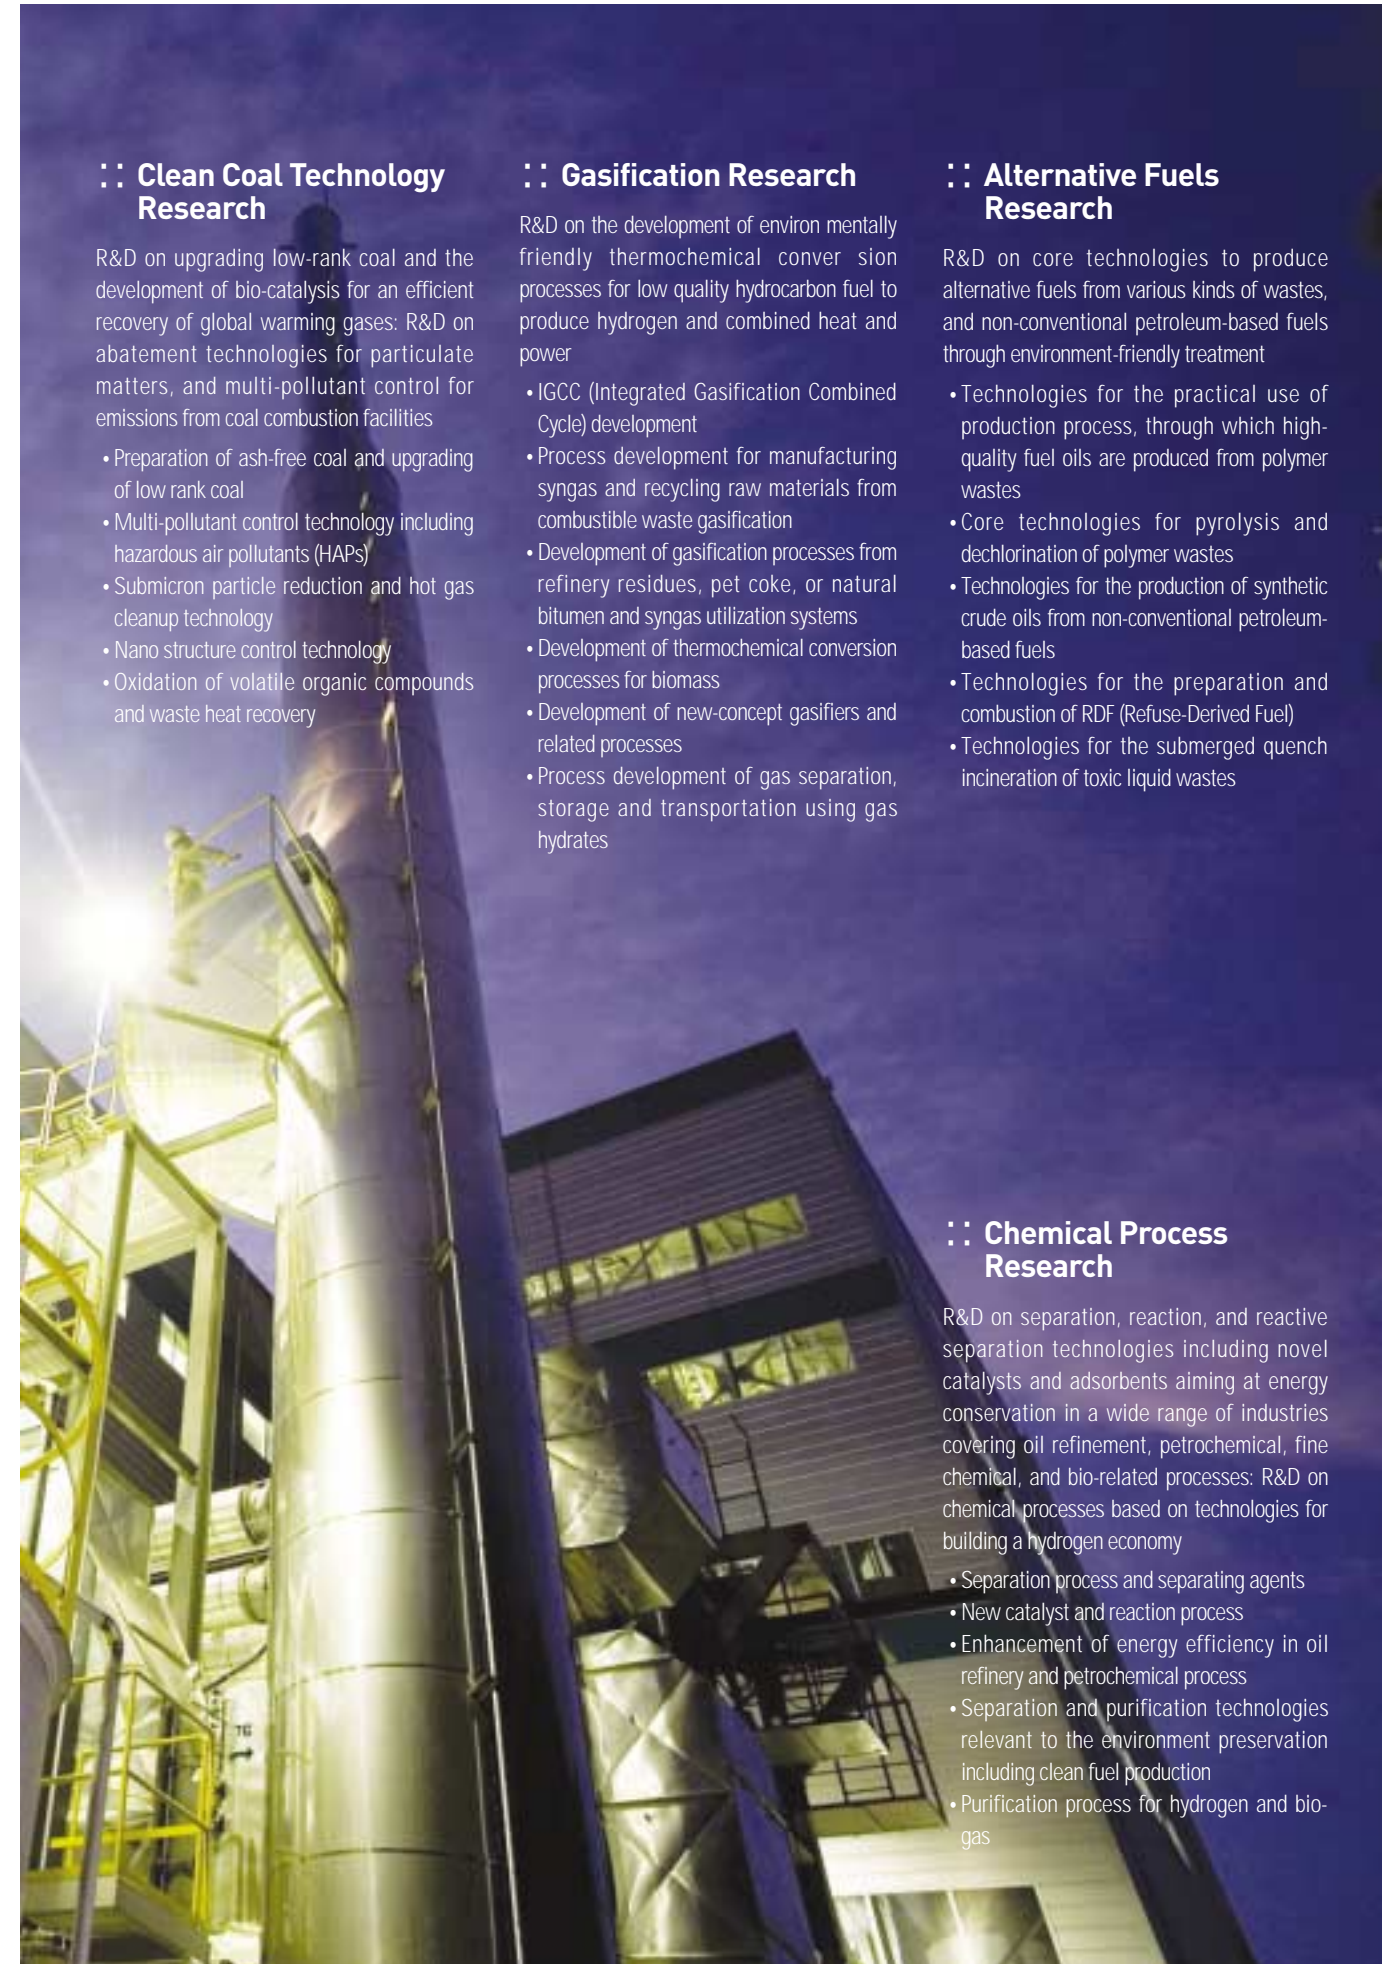 :: Clean Coal Technology
Research
R&D on upgrading low-rank coal and the
development of bio-catalysis for an efficient
recovery of global warming gases: R&D on
abatement technologies for particulate
matters, and multi-pollutant control for
emissions from coal combustion facilities
• Preparation of ash-free coal and upgrading
of low rank coal
• Multi-pollutant control technology including
hazardous air pollutants (HAPs)
• Submicron particle reduction and hot gas
cleanup technology
• Nano structure control technology
• Oxidation of volatile organic compounds
and waste heat recovery
:: Gasification Research
R&D on the development of environ mentally
friendly thermochemical conver sion
processes for low quality hydrocarbon fuel to
produce hydrogen and combined heat and
power
• IGCC (Integrated Gasification Combined
Cycle) development
• Process development for manufacturing
syngas and recycling raw materials from
combustible waste gasification
• Development of gasification processes from
refinery residues, pet coke, or natural
bitumen and syngas utilization systems
• Development of thermochemical conversion
processes for biomass
• Development of new-concept gasifiers and
related processes
• Process development of gas separation,
storage and transportation using gas
hydrates
:: Alternative Fuels
Research
R&D on core technologies to produce
alternative fuels from various kinds of wastes,
and non-conventional petroleum-based fuels
through environment-friendly treatment
• Technologies for the practical use of
production process, through which high-
quality fuel oils are produced from polymer
wastes
• Core technologies for pyrolysis and
dechlorination of polymer wastes
• Technologies for the production of synthetic
crude oils from non-conventional petroleum-
based fuels
• Technologies for the preparation and
combustion of RDF (Refuse-Derived Fuel)
• Technologies for the submerged quench
incineration of toxic liquid wastes
:: Chemical Process
Research
R&D on separation, reaction, and reactive
separation technologies including novel
catalysts and adsorbents aiming at energy
conservation in a wide range of industries
covering oil refinement, petrochemical, fine
chemical, and bio-related processes: R&D on
chemical processes based on technologies for
building a hydrogen economy
• Separation process and separating agents
• New catalyst and reaction process
• Enhancement of energy efficiency in oil
refinery and petrochemical process
• Separation and purification technologies
relevant to the environment preservation
including clean fuel production
• Purification process for hydrogen and bio-
gas
TG